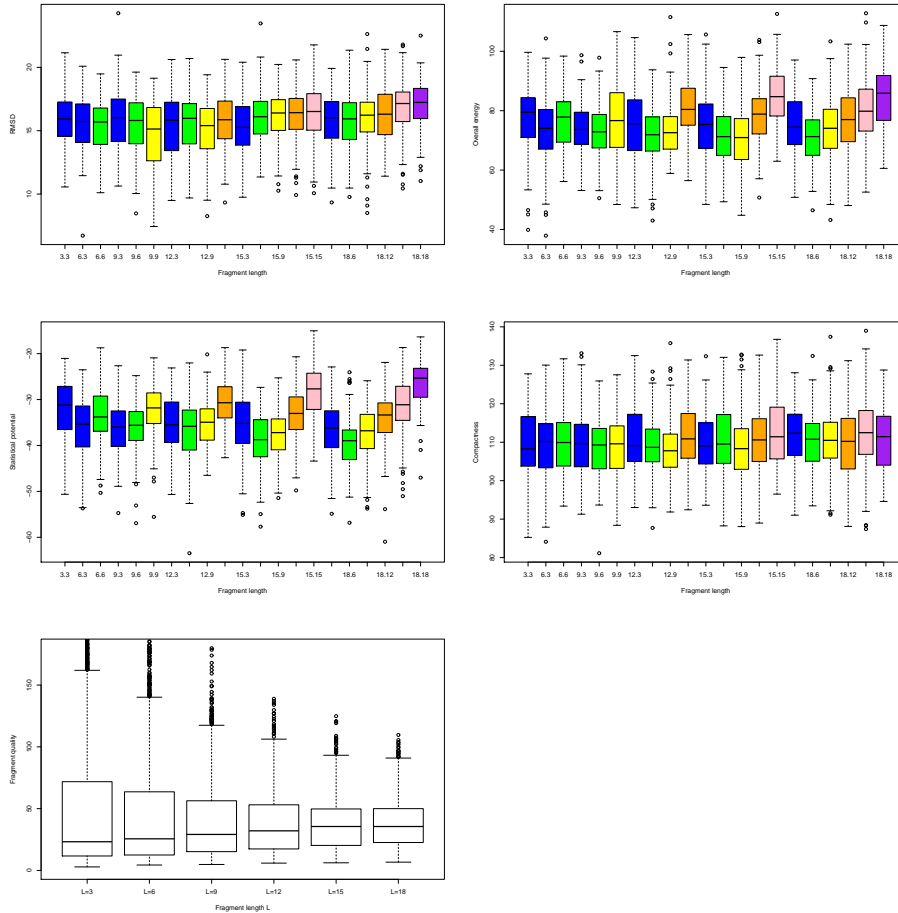 RMSD
10 15 20
3.3 6.3 6.6 9.3 9.6 9.9 12.3 12.9 15.3 15.9 15.15 18.6 18.12 18.18
Fragment length
Overall energy
40 60 80 100
3.3 6.3 6.6 9.3 9.6 9.9 12.3 12.9 15.3 15.9 15.15 18.6 18.12 18.18
Fragment length
Statistical potential
−60 −50 −40 −30 −20
3.3 6.3 6.6 9.3 9.6 9.9 12.3 12.9 15.3 15.9 15.15 18.6 18.12 18.18
Fragment length
Compactness
80 90 100 110 120 130 140
3.3 6.3 6.6 9.3 9.6 9.9 12.3 12.9 15.3 15.9 15.15 18.6 18.12 18.18
Fragment length
Fragment quality
0 50 100 150
L=3 L=6 L=9 L=12 L=15 L=18
Fragment length L